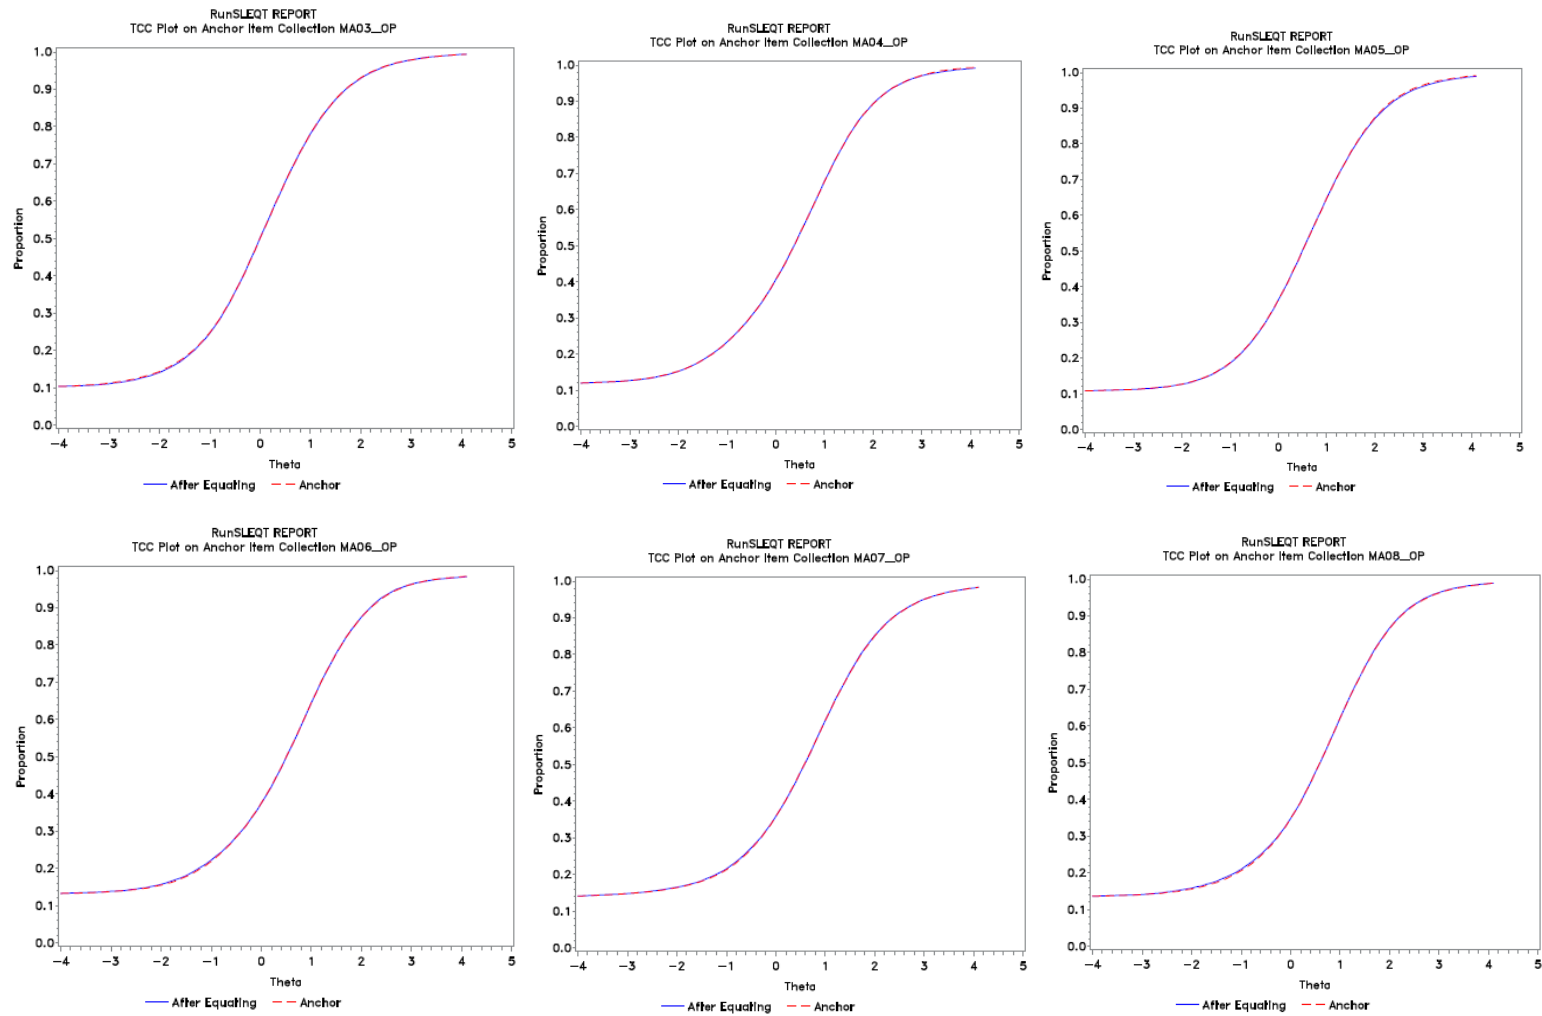 RunSLEQT REPORT
TCC Plot on Anchor Item Collection MA03_OP
1.0
0.9
0.8
0.7
0.6
0.5
0.4
0.3
0.2
0.1
0.0
Proportion
-4 -3 -2 -1 0 1 2 3 4 5
Theta
After Equating Anchor
RunSLEQT REPORT
TCC Plot on Anchor Item Collection MA04_OP
1.0
0.9
0.8
0.7
0.6
0.5
0.4
0.3
0.2
0.1
0.0
Proportion
-4 -3 -2 -1 0 1 2 3 4 5
Theta
After Equating Anchor
RunSLEQT REPORT
TCC Plot on Anchor Item Collection MA05_OP
1.0
0.9
0.8
0.7
0.6
0.5
0.4
0.3
0.2
0.1
0.0
Proportion
-4 -3 -2 -1 0 1 2 3 4 5
Theta
After Equating Anchor
RunSLEQT REPORT
TCC Plot on Anchor Item Collection MA06_OP
1.0
0.9
0.8
0.7
0.6
0.5
0.4
0.3
0.2
0.1
0.0
Proportion
-4 -3 -2 -1 0 1 2 3 4 5
Theta
After Equating Anchor
RunSLEQT REPORT
TCC Plot on Anchor Item Collection MA07_OP
1.0
0.9
0.8
0.7
0.6
0.5
0.4
0.3
0.2
0.1
0.0
Proportion
-4 -3 -2 -1 0 1 2 3 4 5
Theta
After Equating Anchor
RunSLEQT REPORT
TCC Plot on Anchor Item Collection MA08_OP
1.0
0.9
0.8
0.7
0.6
0.5
0.4
0.3
0.2
0.1
0.0
Proportion
-4 -3 -2 -1 0 1 2 3 4 5
Theta
After Equating Anchor